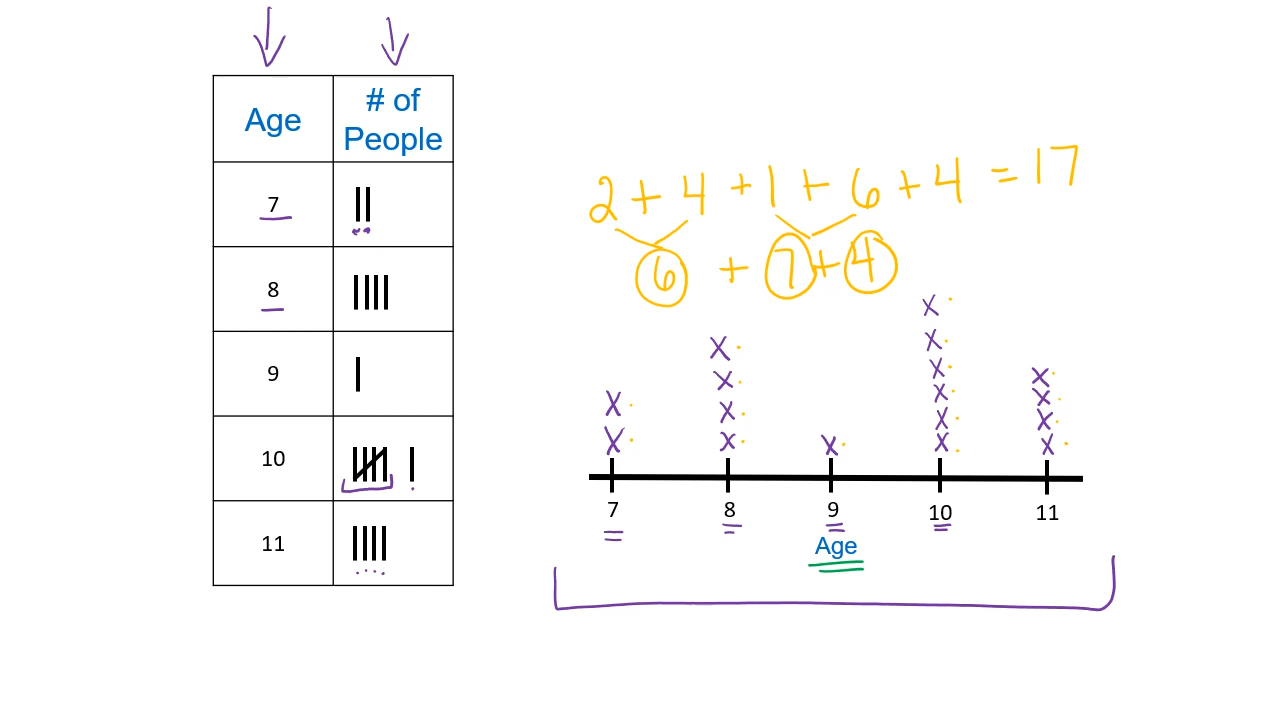 Age
# of
People
7
8
9
10
11
2 + 4 + 1 + 6 + 4 = 17
6 + 7 + 4
X
X X
X X X
X X X
X X X X
X X X X X
7 8 9 10 11
Age